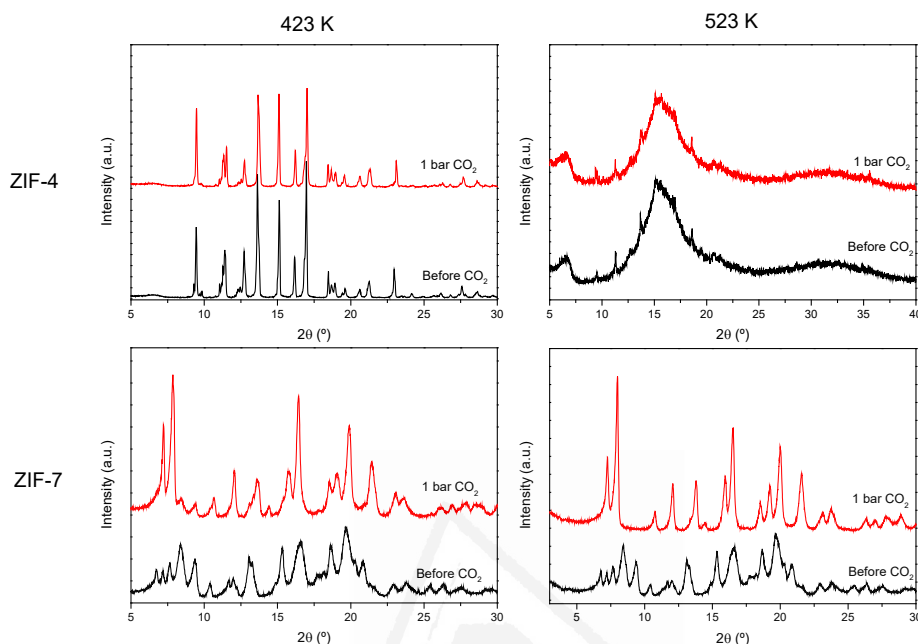 423 K
523 K
ZIF-4
Intensity (a.u.)
1 bar CO2
Before CO2
5 10 15 20 25 30
2θ (º)
Intensity (a.u.)
1 bar CO2
Before CO2
5 10 15 20 25 30 35 40
2θ (º)
ZIF-7
Intensity (a.u.)
1 bar CO2
Before CO2
5 10 15 20 25 30
2θ (º)
Intensity (a.u.)
1 bar CO2
Before CO2
5 10 15 20 25 30
2θ (º)